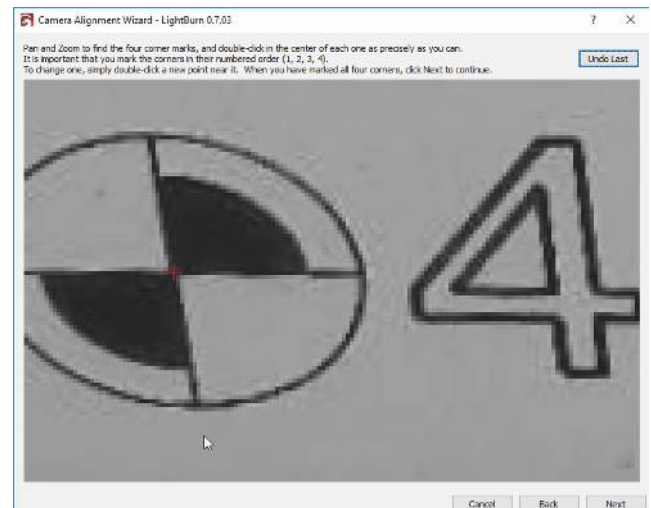 Camera Alignment Wizard - LightBurn 0.7.03
Pan and Zoom to find the four corner marks, and double-click in the center of each one as precisely as you can.
It is important that you mark the corners in their numbered order (1, 2, 3, 4).
To change one, simply double-click a new point near it. When you have marked all four corners, click Next to continue.
Undo Last
4
Cancel Back Next